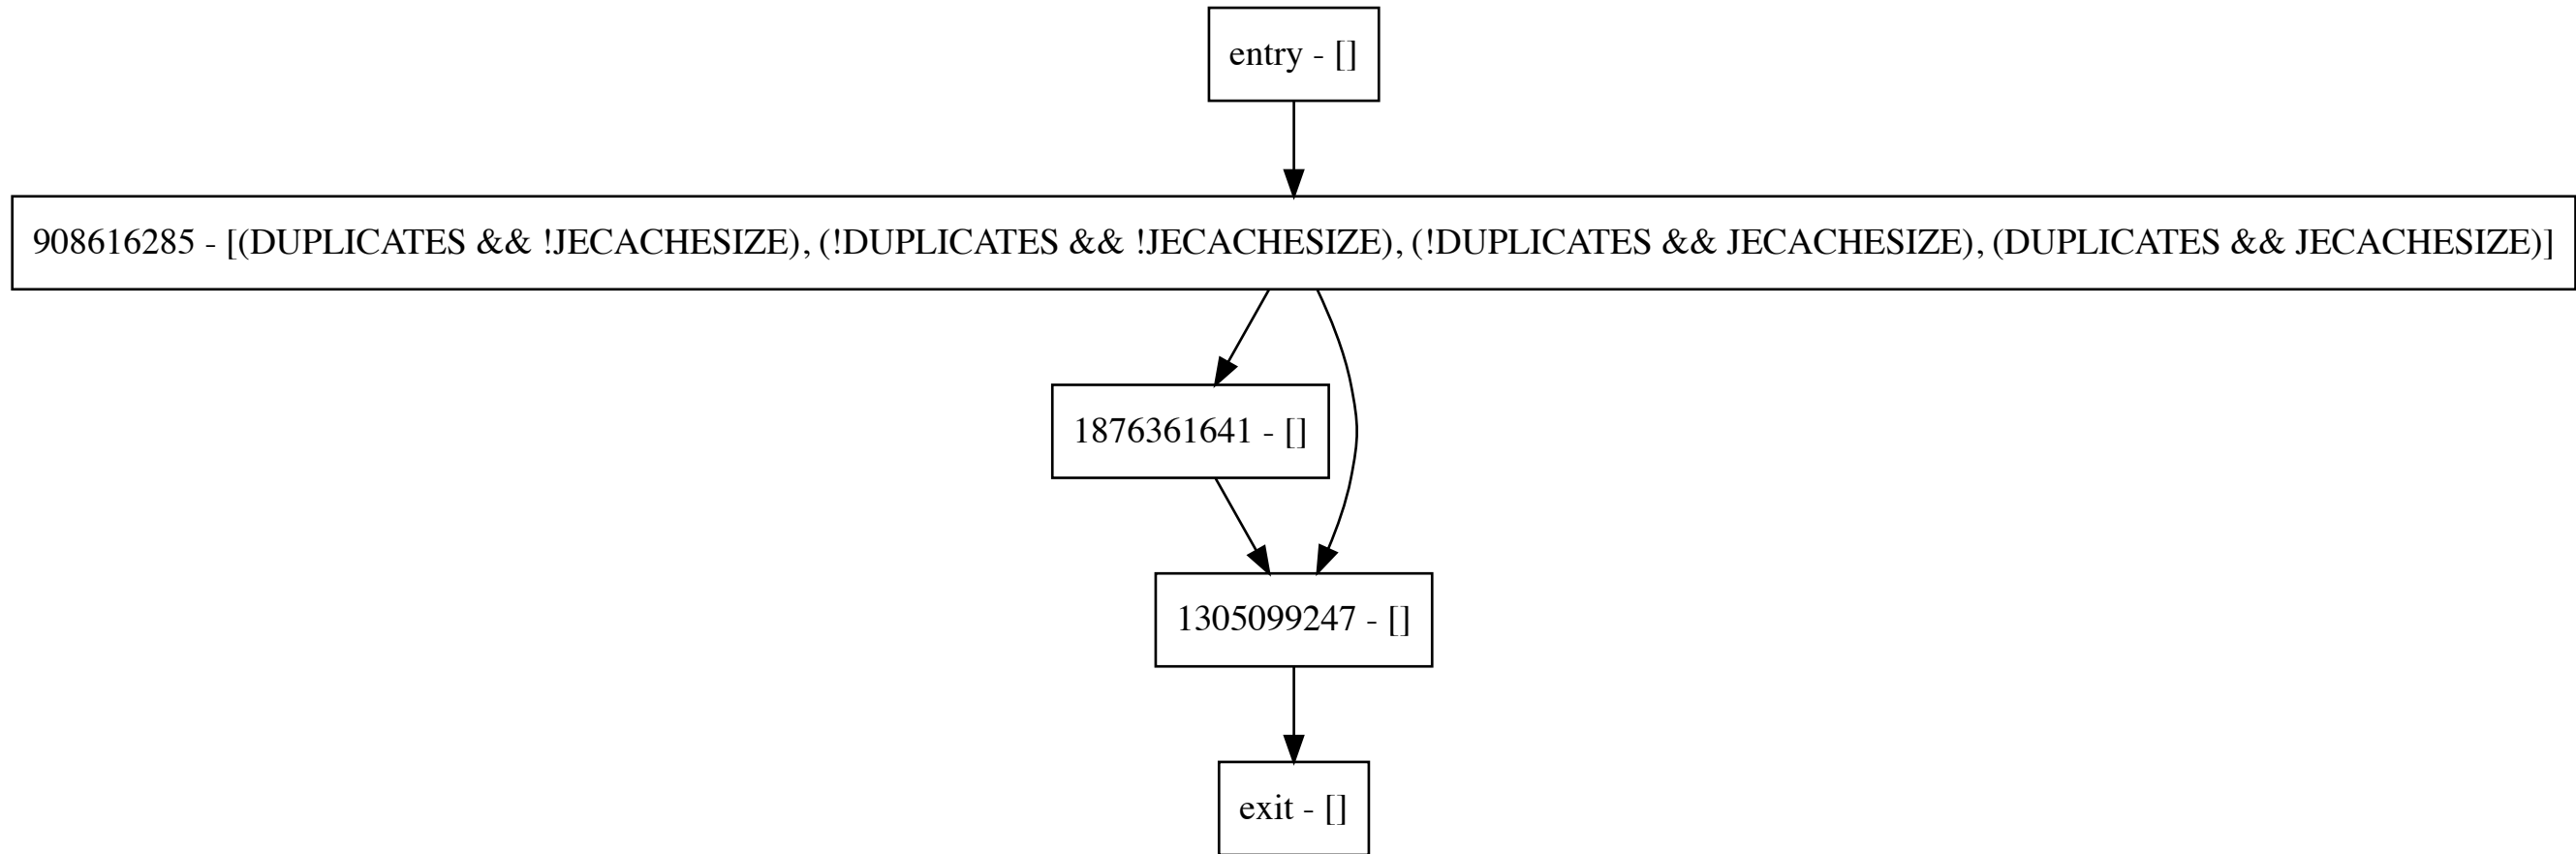 entry - []
908616285 - [(DUPLICATES && !JECACHESIZE), (!DUPLICATES && !JECACHESIZE), (!DUPLICATES && JECACHESIZE), (DUPLICATES && JECACHESIZE)]
1876361641 - []
1305099247 - []
exit - []